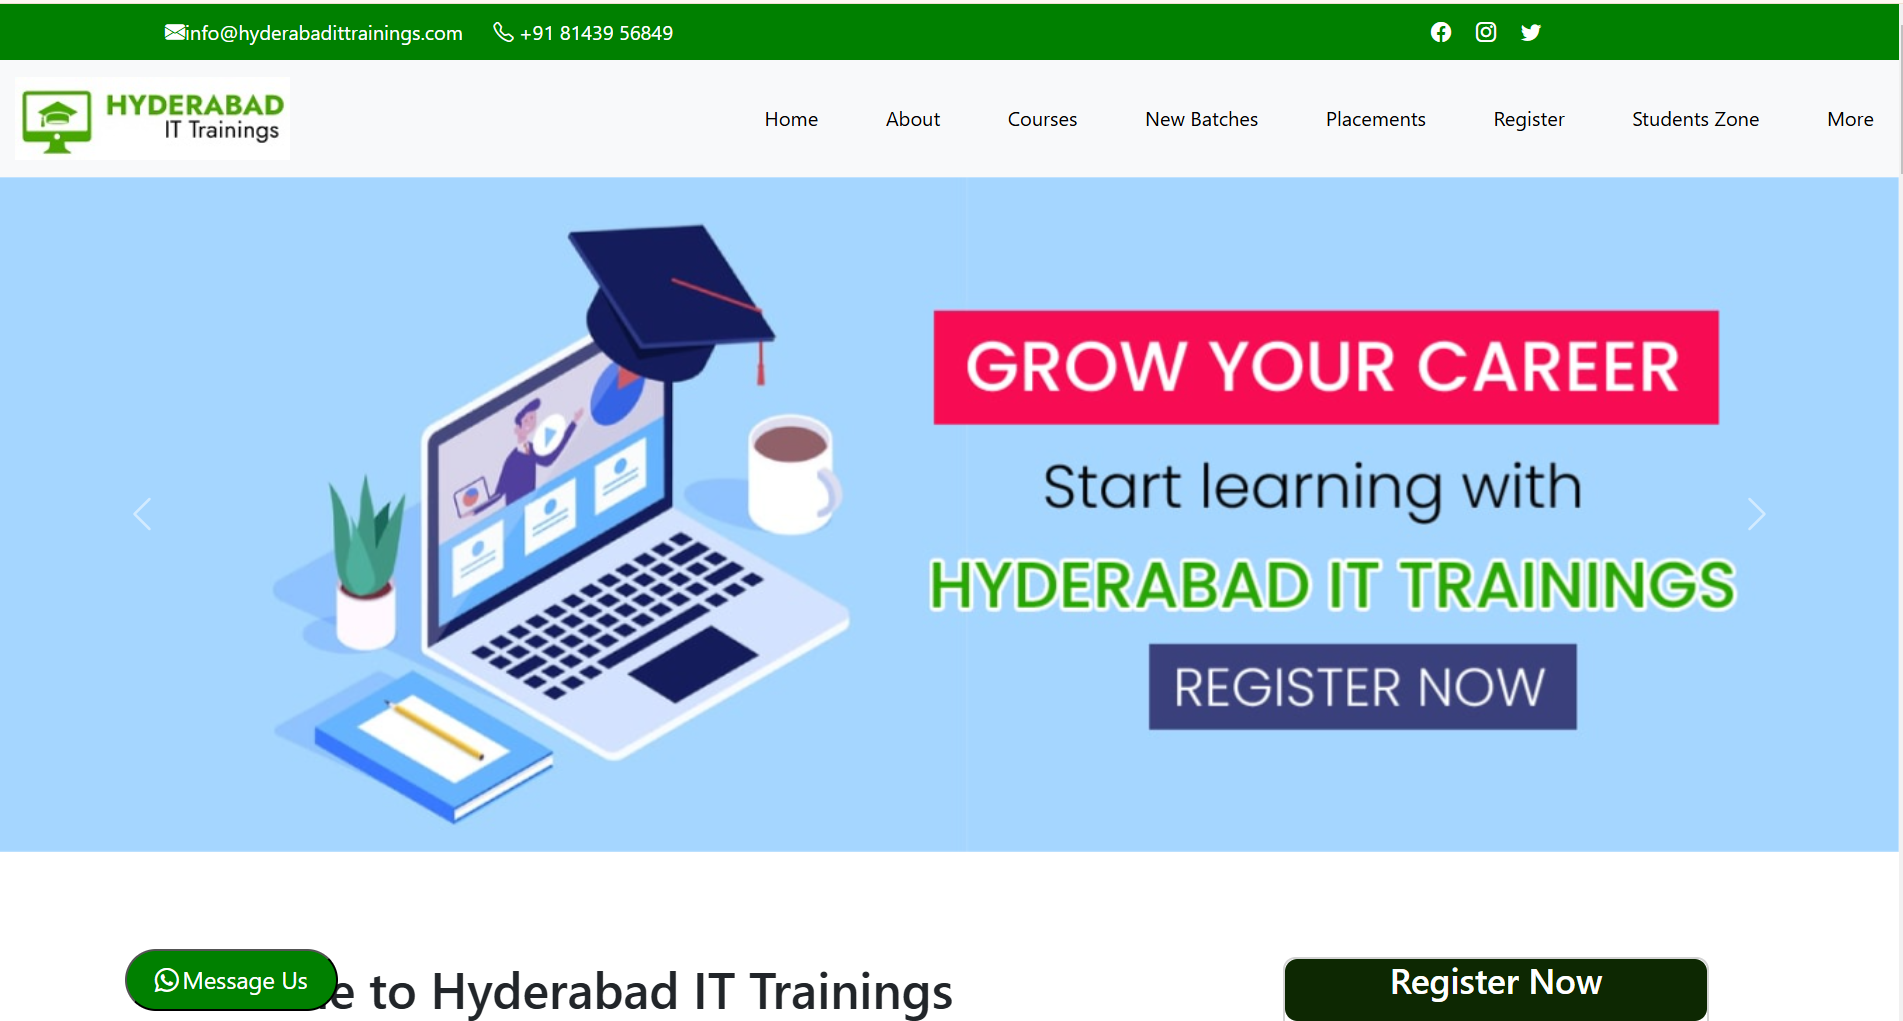 info@hyderabadittrainings.com +91 81439 56849
HYDERABAD
IT Trainings
Home About Courses New Batches Placements Register Students Zone More
GROW YOUR CAREER
Start learning with
HYDERABAD IT TRAININGS
REGISTER NOW
Message Us
to Hyderabad IT Trainings
Register Now